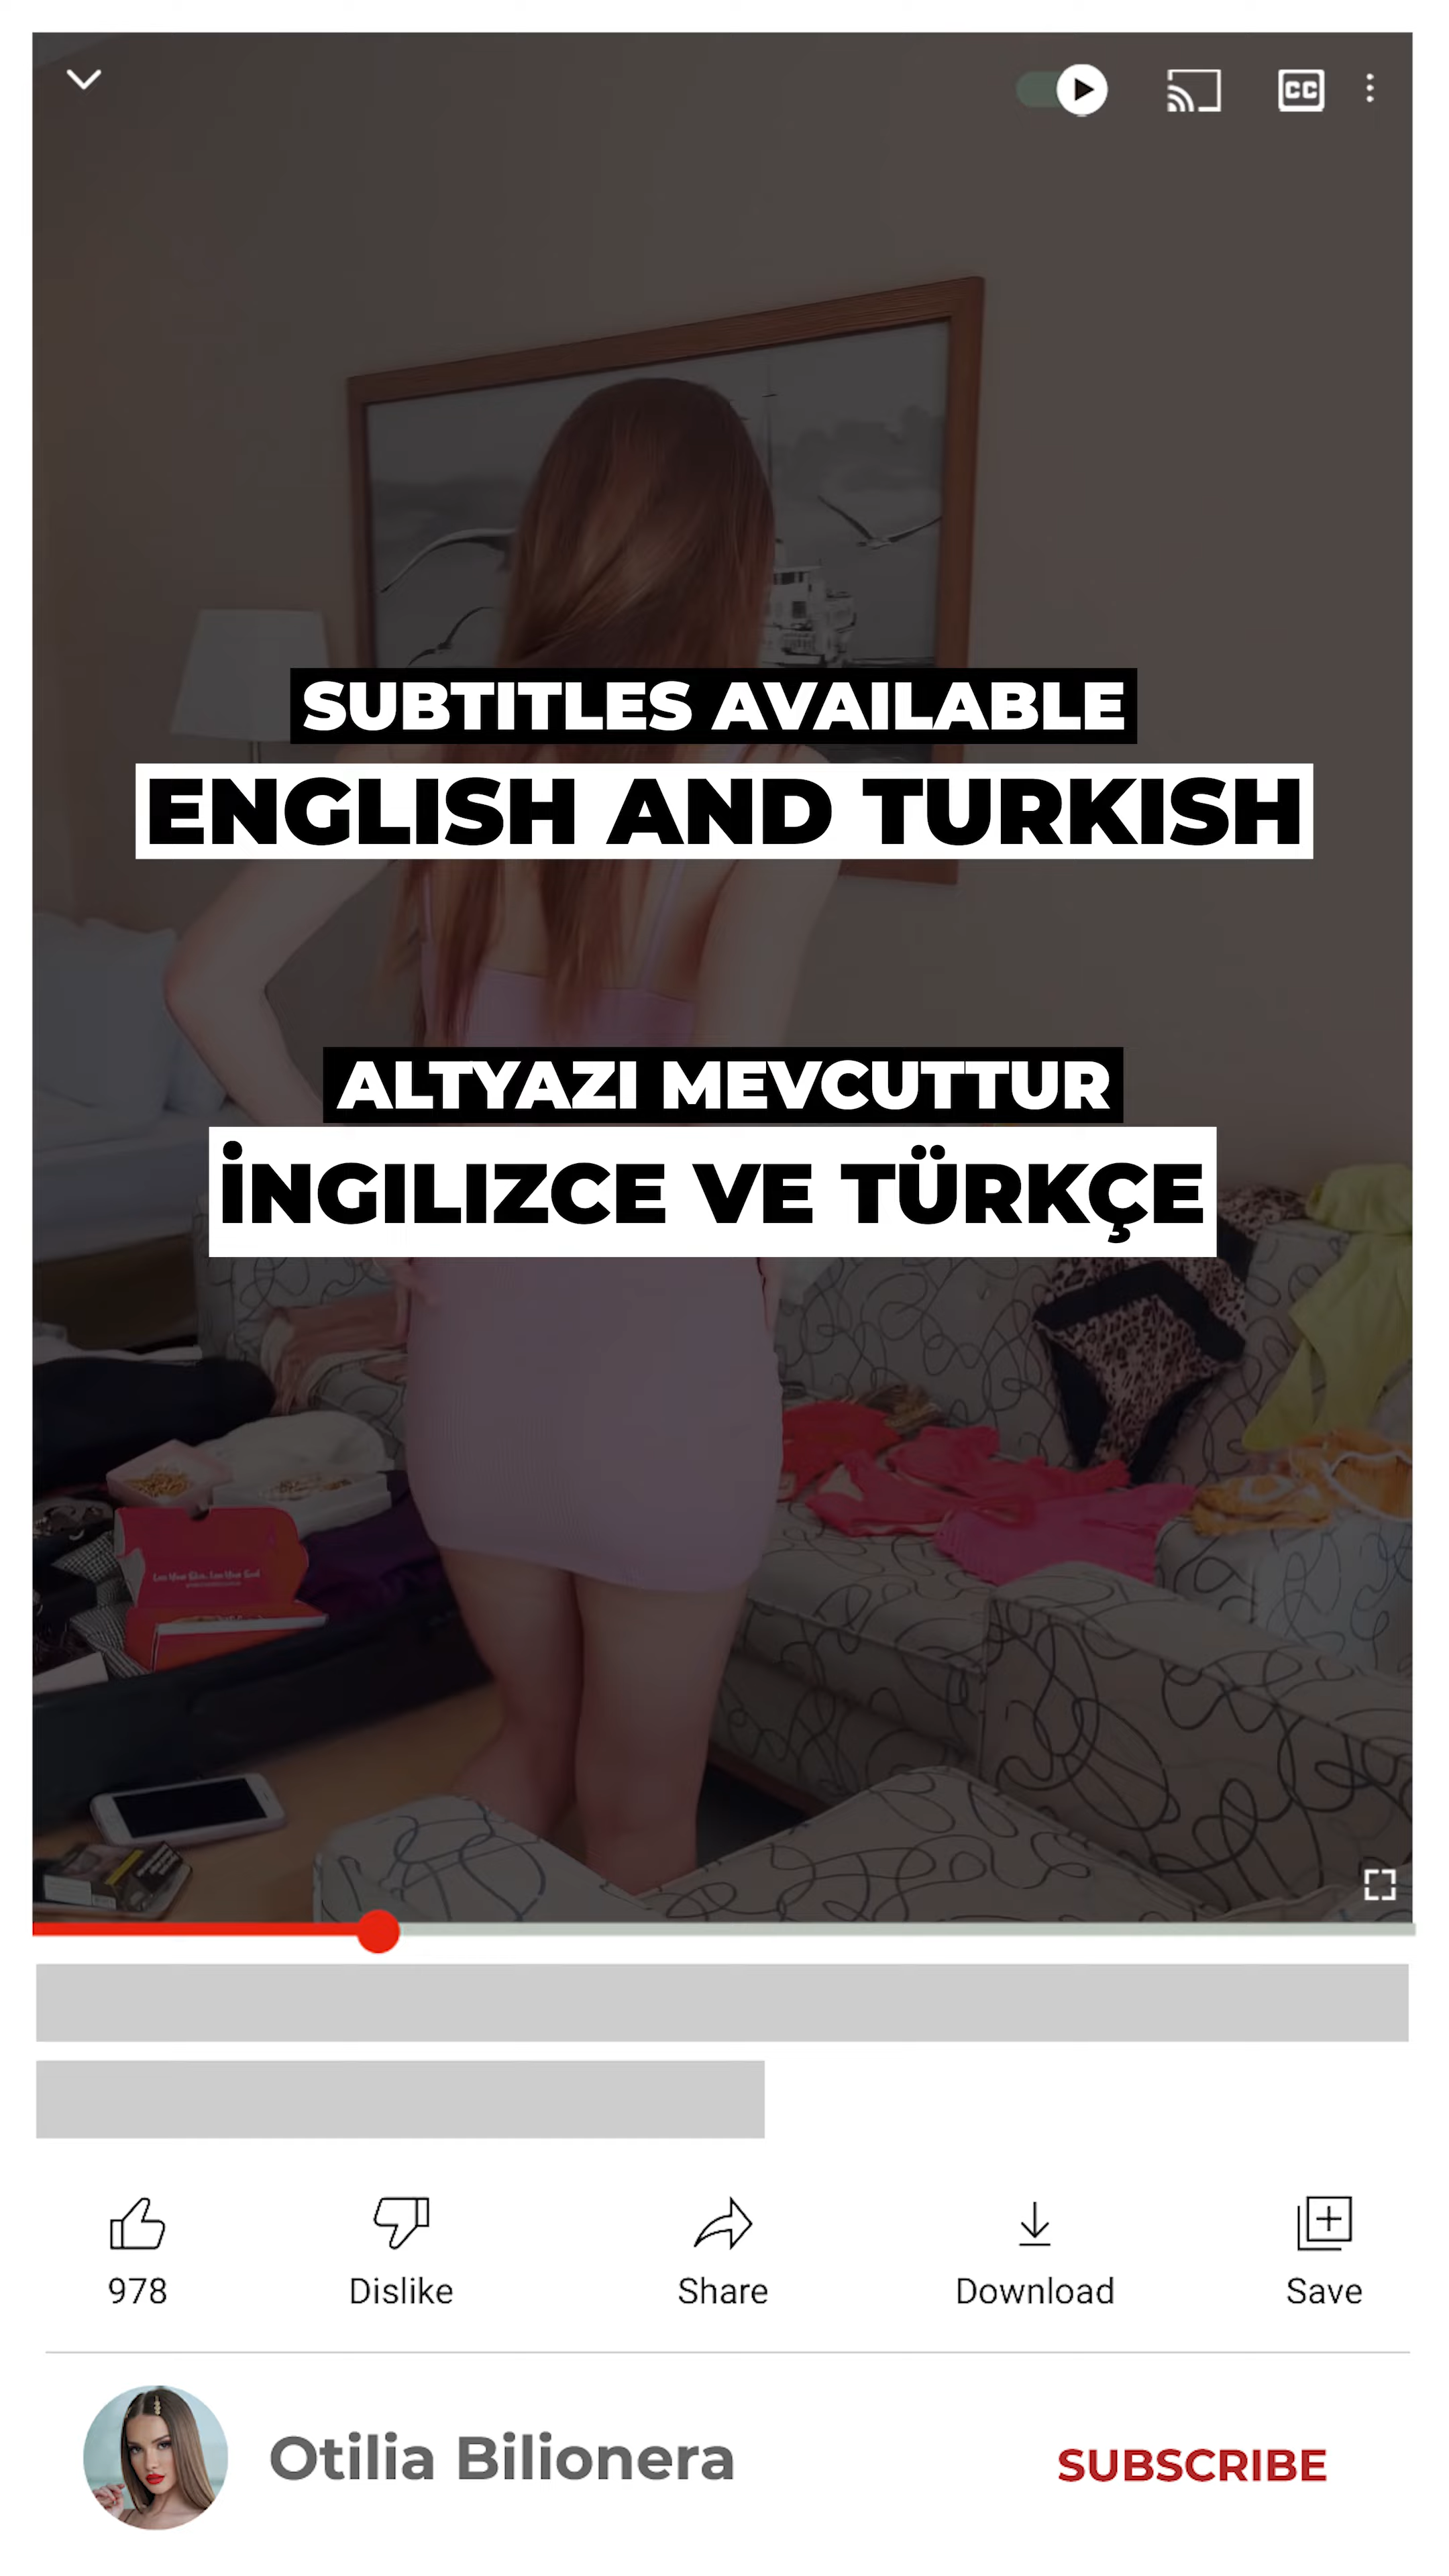 SUBTITLES AVAILABLE
ENGLISH AND TURKISH
ALTYAZI MEVCUTTUR
İNGILIZCE VE TÜRKÇE
978
Dislike
Share
Download
Save
Otilia Bilionera
SUBSCRIBE